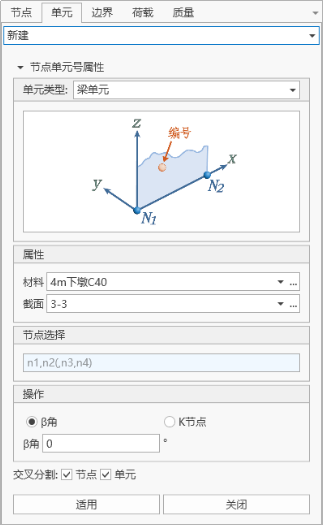 节点 单元 边界 荷载 质量
新建
节点单元号属性
单元类型: 梁单元
z
编号
x
y
N2
N1
属性
材料 4m下墩C40 ...
截面 3-3 ...
节点选择
n1,n2(,n3,n4)
操作
β角 K节点
β角 0 °
交叉分割: 节点 单元
适用 关闭